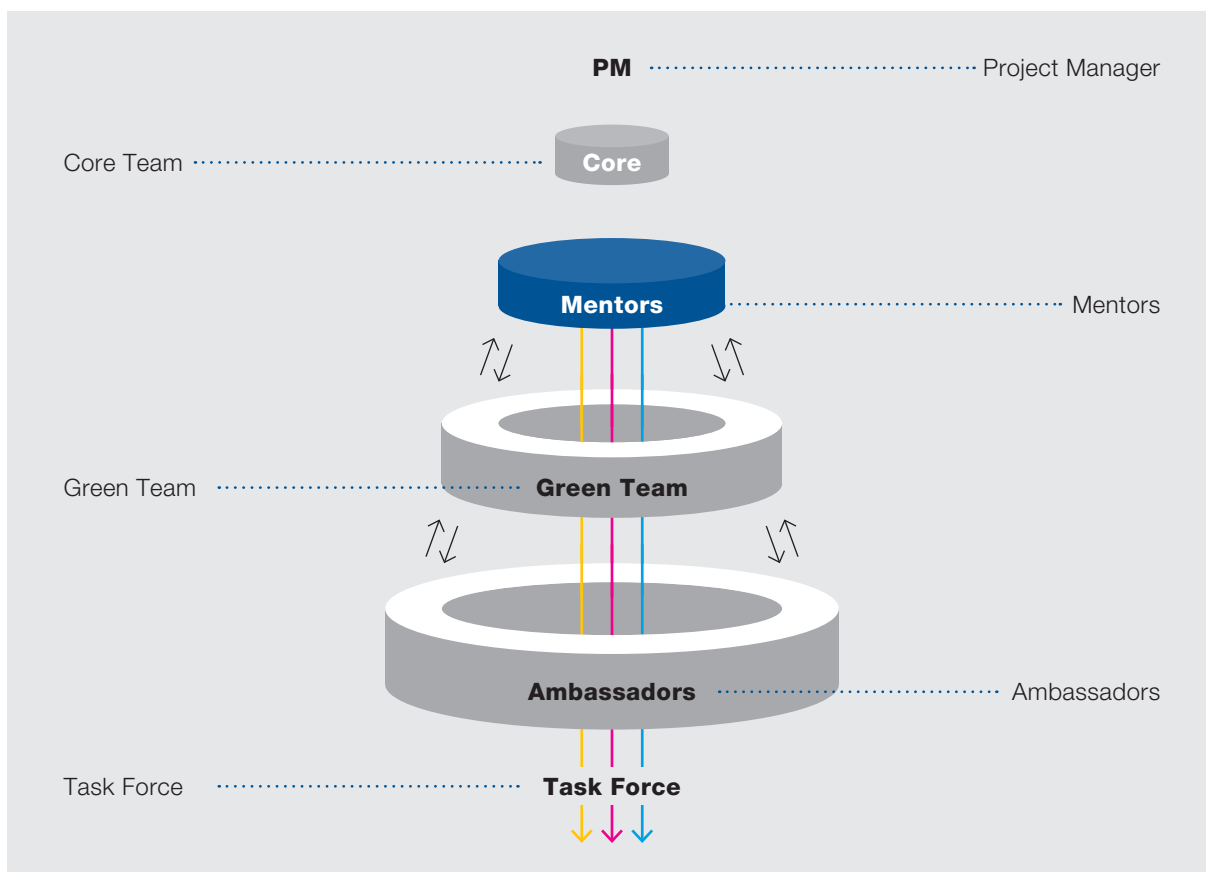 PM
Project Manager
Core Team
Core
Mentors
Mentors
Green Team
Green Team
Ambassadors
Ambassadors
Task Force
Task Force